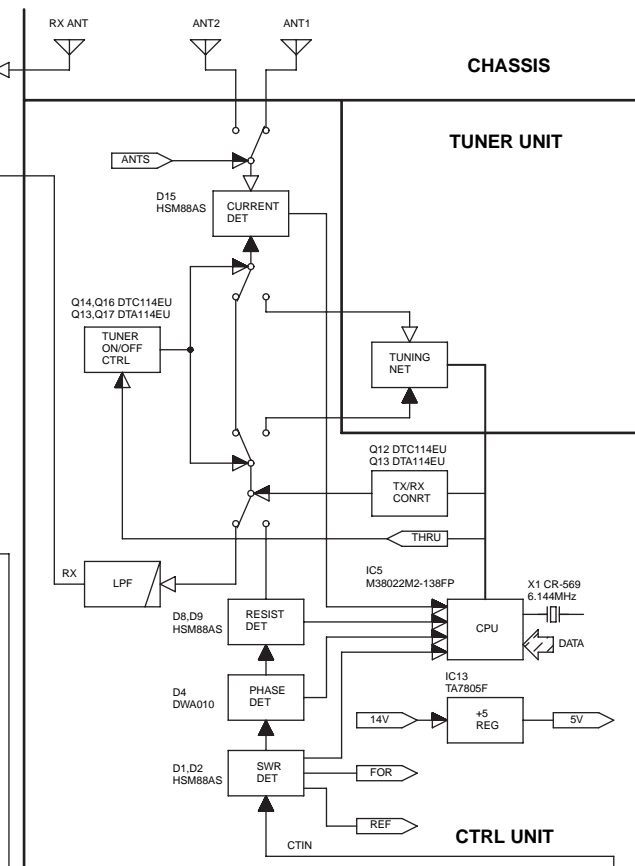 RX ANT
ANT2
ANT1
CHASSIS
TUNER UNIT
ANTS
D15
HSM88AS
CURRENT
DET
Q14,Q16 DTC114EU
Q13,Q17 DTA114EU
TUNER
ON/OFF
CTRL
TUNING
NET
Q12 DTC114EU
Q13 DTA114EU
TX/RX
CONRT
THRU
RX
LPF
IC5
M38022M2-138FP
X1 CR-569
6.144MHz
D8,D9
HSM88AS
RESIST
DET
CPU
DATA
D4
DWA010
PHASE
DET
IC13
TA7805F
14V
+5
REG
5V
D1,D2
HSM88AS
SWR
DET
FOR
REF
CTIN
CTRL UNIT